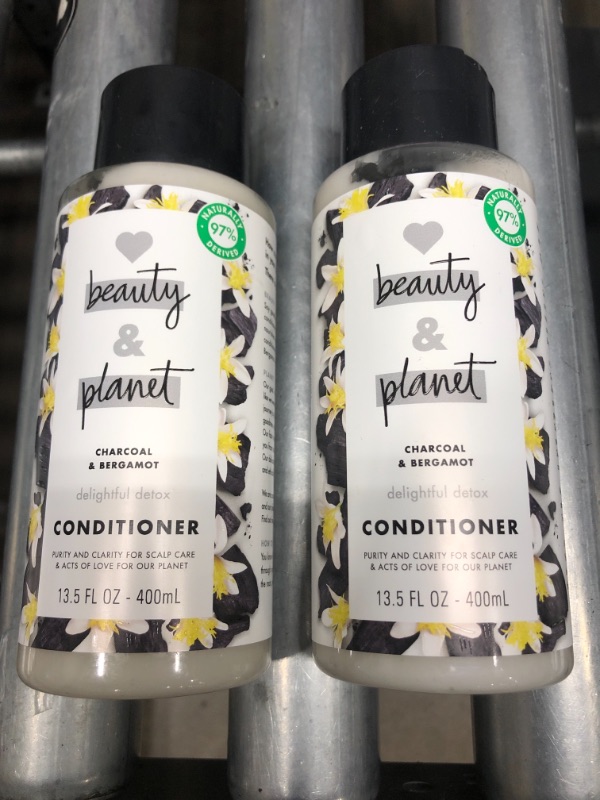 NATURALLY
97%
DERIVED
beauty
&
planet
CHARCOAL
& BERGAMOT
delightful detox
CONDITIONER
PURITY AND CLARITY FOR SCALP CARE
& ACTS OF LOVE FOR OUR PLANET
13.5 FL OZ - 400mL
NATURALLY
97%
DERIVED
beauty
&
planet
CHARCOAL
& BERGAMOT
delightful detox
CONDITIONER
PURITY AND CLARITY FOR SCALP CARE
& ACTS OF LOVE FOR OUR PLANET
13.5 FL OZ - 400mL